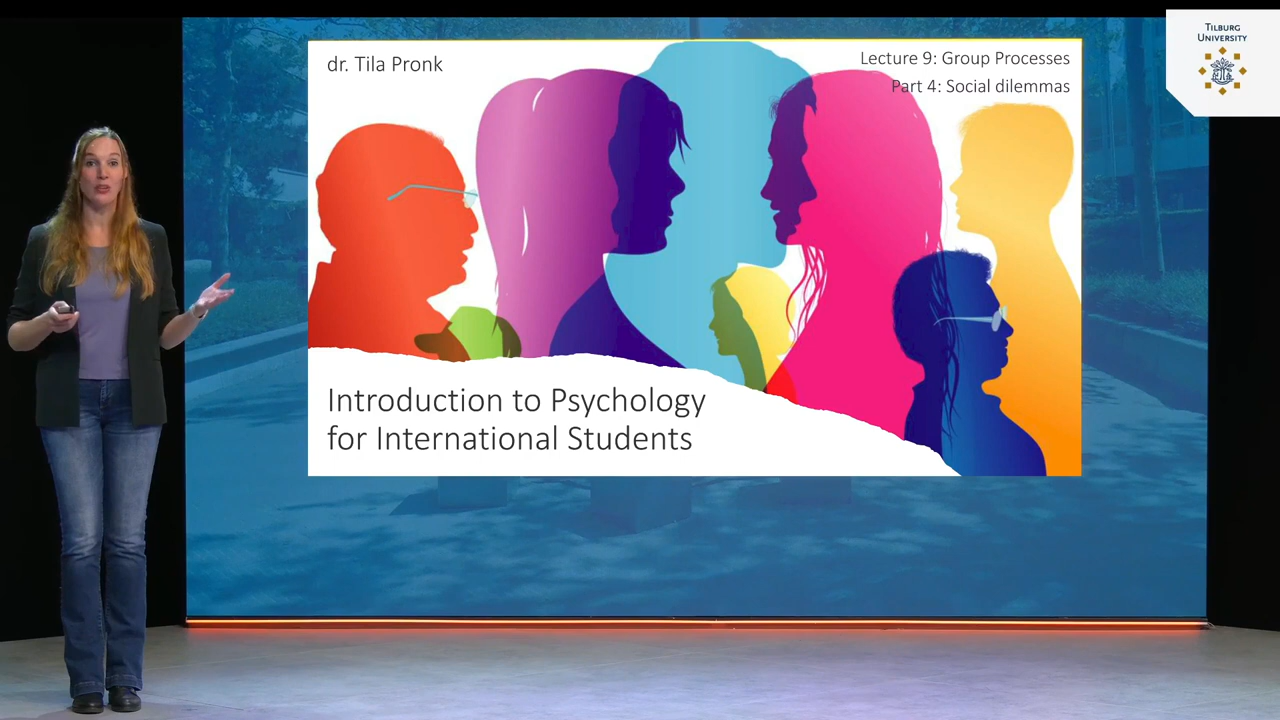 dr. Tila Pronk
Lecture 9: Group Processes
Part 4: Social dilemmas
Introduction to Psychology
for International Students
TILBURG
UNIVERSITY